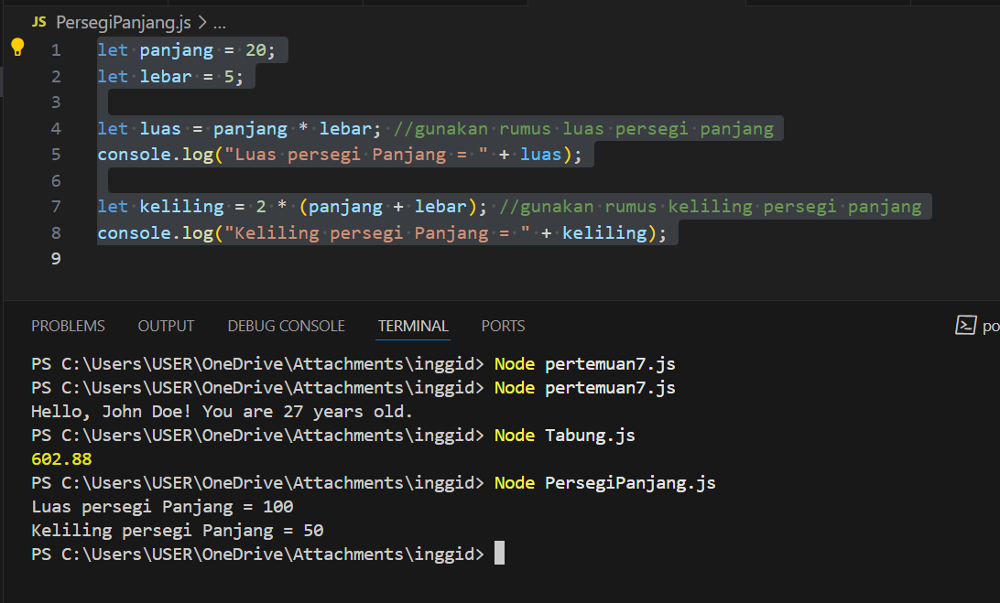 JS PersegiPanjang.js > ...
1 let panjang = 20;
2 let lebar = 5;
3
4 let luas = panjang * lebar; //gunakan rumus luas persegi panjang
5 console.log("Luas persegi Panjang = " + luas);
6
7 let keliling = 2 * (panjang + lebar); //gunakan rumus keliling persegi panjang
8 console.log("Keliling persegi Panjang = " + keliling);
9
PROBLEMS OUTPUT DEBUG CONSOLE TERMINAL PORTS po
PS C:\Users\USER\OneDrive\Attachments\inggid> Node pertemuan7.js
PS C:\Users\USER\OneDrive\Attachments\inggid> Node pertemuan7.js
Hello, John Doe! You are 27 years old.
PS C:\Users\USER\OneDrive\Attachments\inggid> Node Tabung.js
602.88
PS C:\Users\USER\OneDrive\Attachments\inggid> Node PersegiPanjang.js
Luas persegi Panjang = 100
Keliling persegi Panjang = 50
PS C:\Users\USER\OneDrive\Attachments\inggid>